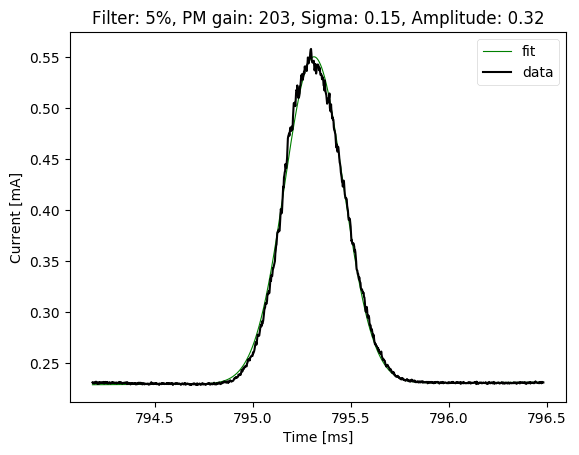 Filter: 5%, PM gain: 203, Sigma: 0.15, Amplitude: 0.32
fit
data
0.55
0.50
0.45
0.40
0.35
0.30
0.25
Current [mA]
794.5 795.0 795.5 796.0 796.5
Time [ms]